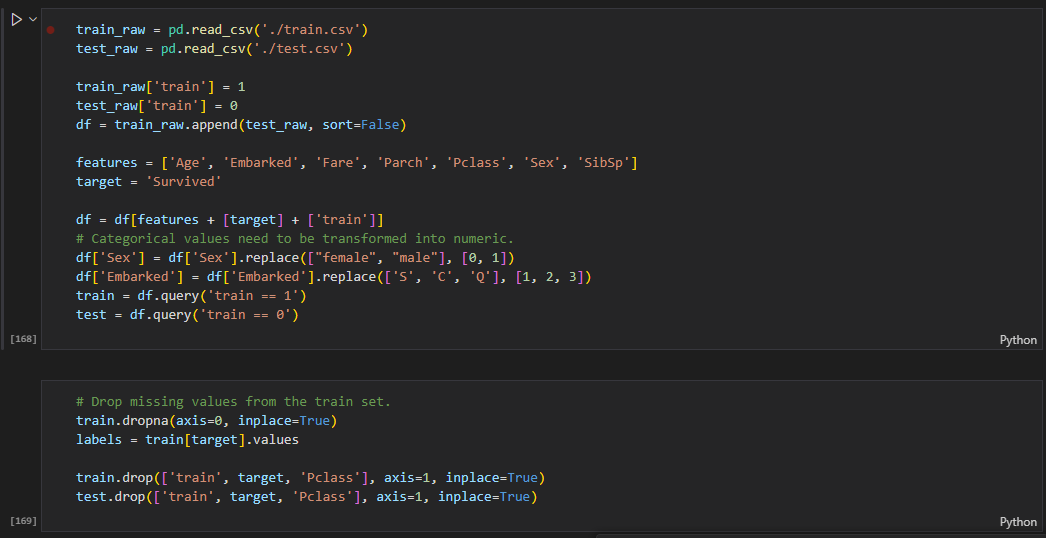 train_raw = pd.read_csv('./train.csv')
test_raw = pd.read_csv('./test.csv')
train_raw['train'] = 1
test_raw['train'] = 0
df = train_raw.append(test_raw, sort=False)
features = ['Age', 'Embarked', 'Fare', 'Parch', 'Pclass', 'Sex', 'SibSp']
target = 'Survived'
df = df[features + [target] + ['train']]
# Categorical values need to be transformed into numeric.
df['Sex'] = df['Sex'].replace(["female", "male"], [0, 1])
df['Embarked'] = df['Embarked'].replace(['S', 'C', 'Q'], [1, 2, 3])
train = df.query('train == 1')
test = df.query('train == 0')
[168]
Python
# Drop missing values from the train set.
train.dropna(axis=0, inplace=True)
labels = train[target].values
train.drop(['train', target, 'Pclass'], axis=1, inplace=True)
test.drop(['train', target, 'Pclass'], axis=1, inplace=True)
[169]
Python